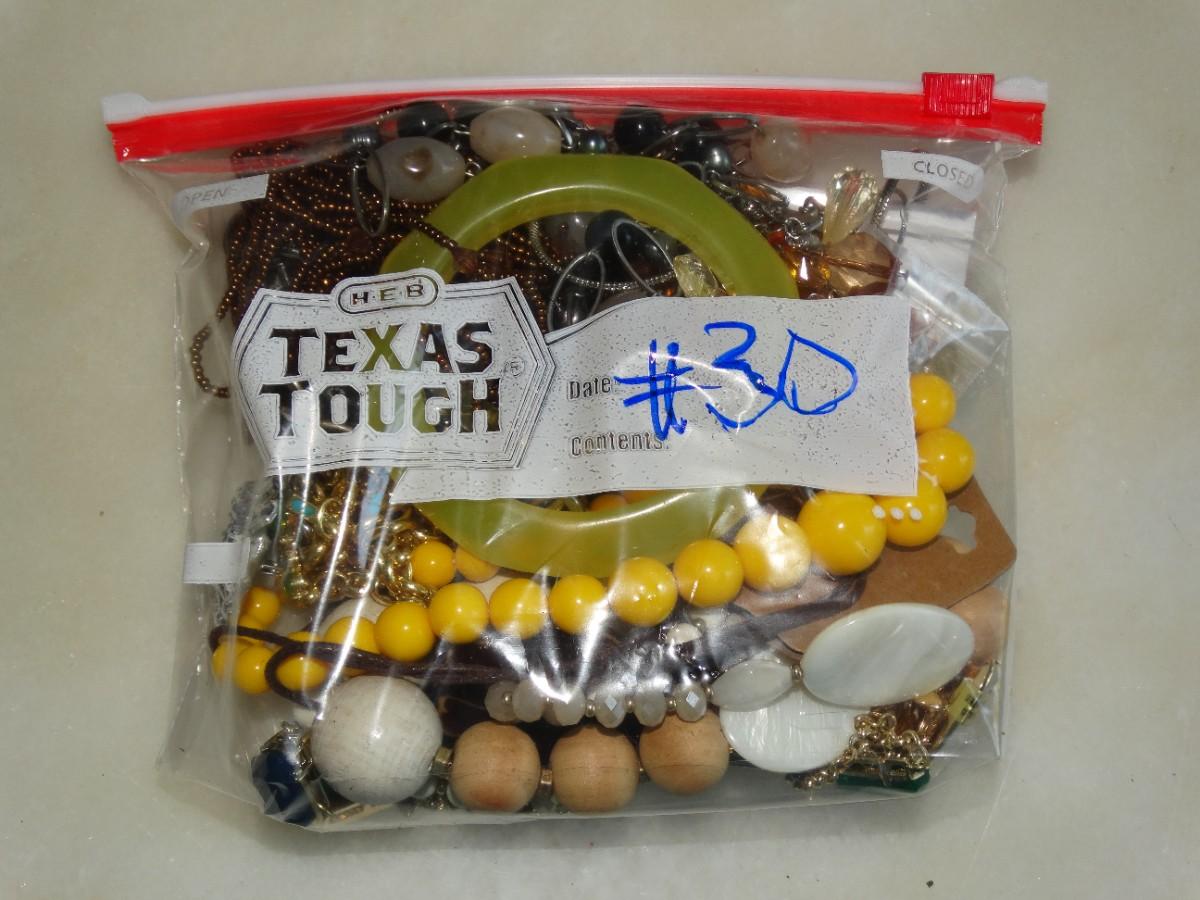 OPEN
CLOSED
H-E-B
TEXAS
TOUGH®
Date: #30
Contents: